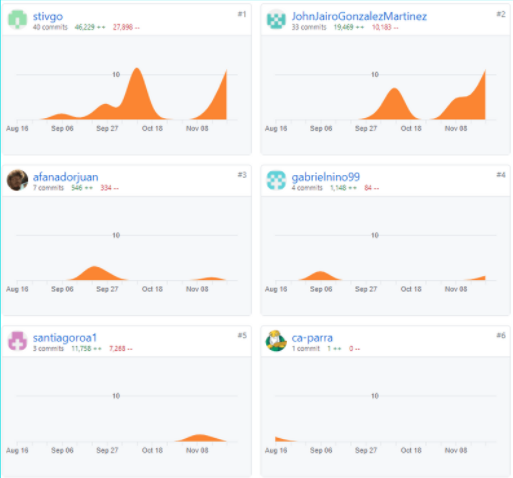 stivgo #1
40 commits 46,229 ++ 27,896 --
10
Aug 16 Sep 06 Sep 27 Oct 18 Nov 08
JohnJairoGonzalezMartinez #2
33 commits 19,469 ++ 10,183 --
10
Aug 16 Sep 06 Sep 27 Oct 18 Nov 08
afanadorjuan #3
7 commits 546 ++ 334 --
10
Aug 16 Sep 06 Sep 27 Oct 18 Nov 08
gabrielnino99 #4
4 commits 1,148 ++ 84 --
10
Aug 16 Sep 06 Sep 27 Oct 18 Nov 08
santiagoroa1 #5
3 commits 11,758 ++ 7,268 --
10
Aug 16 Sep 06 Sep 27 Oct 18 Nov 08
ca-parra #6
1 commit 1 ++ 0 --
10
Aug 16 Sep 06 Sep 27 Oct 18 Nov 08